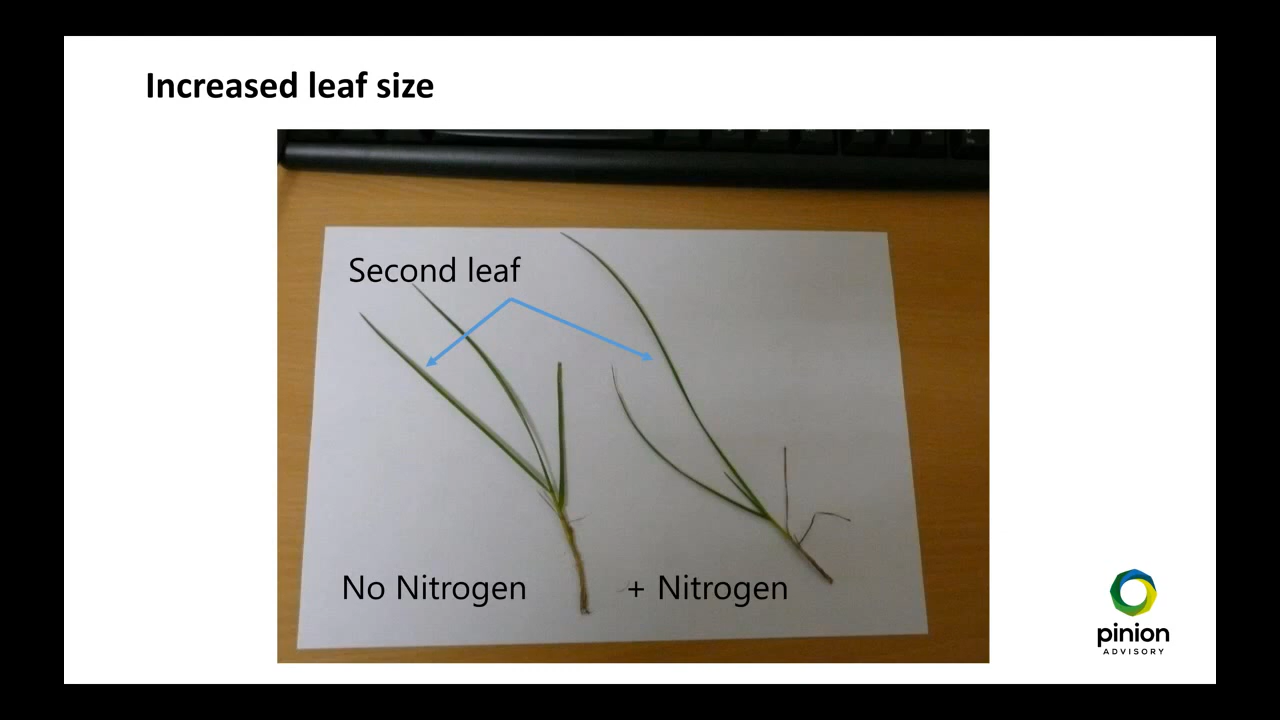 Increased leaf size
Second leaf
No Nitrogen
+ Nitrogen
pinion
ADVISORY